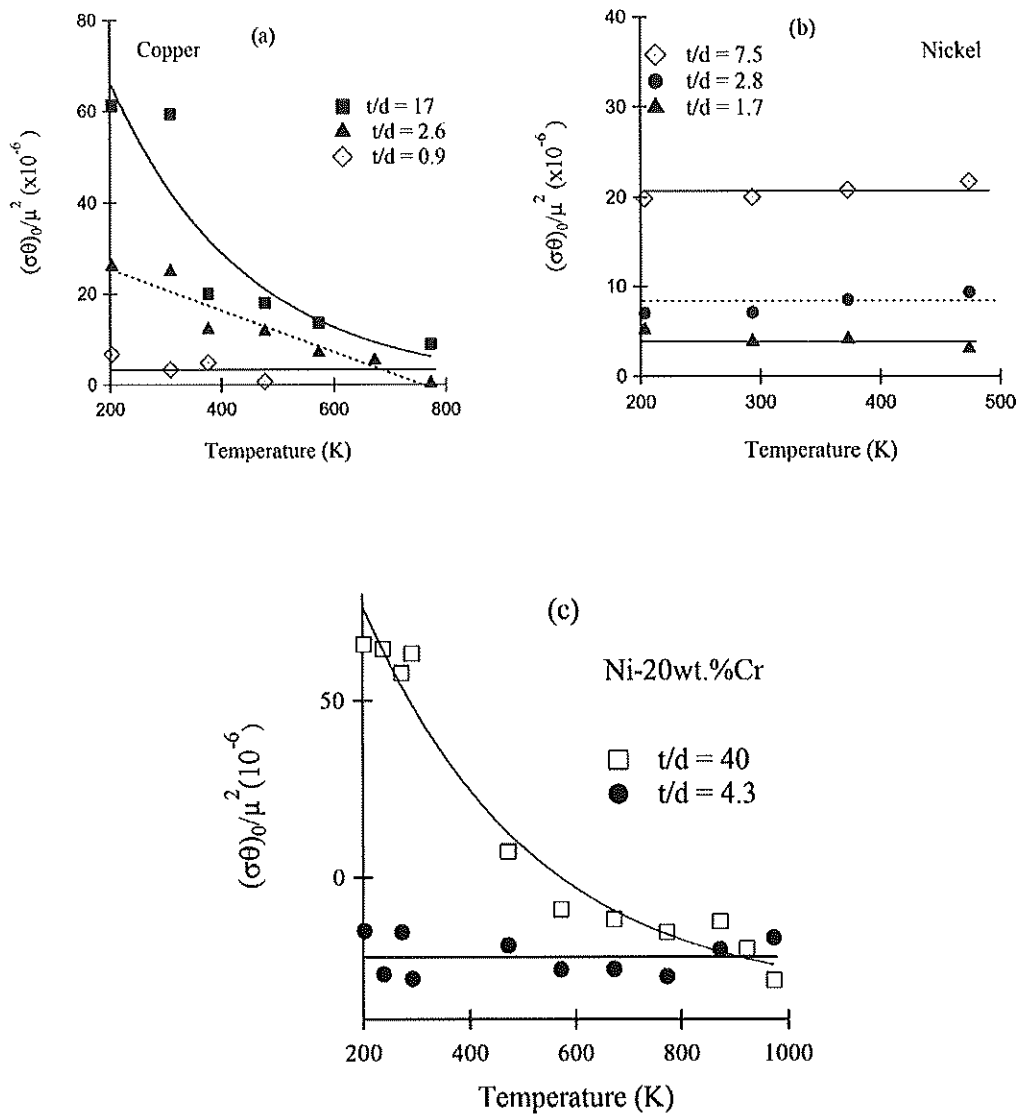 (a)
Copper
t/d = 17
t/d = 2.6
t/d = 0.9
(σθ)₀/μ² (x10⁻⁶)
80
60
40
20
0
200
400
600
800
Temperature (K)
(b)
Nickel
t/d = 7.5
t/d = 2.8
t/d = 1.7
(σθ)₀/μ² (x10⁻⁶)
40
30
20
10
0
200
300
400
500
Temperature (K)
(c)
Ni-20wt.%Cr
t/d = 40
t/d = 4.3
(σθ)₀/μ² (10⁻⁶)
50
0
200
400
600
800
1000
Temperature (K)